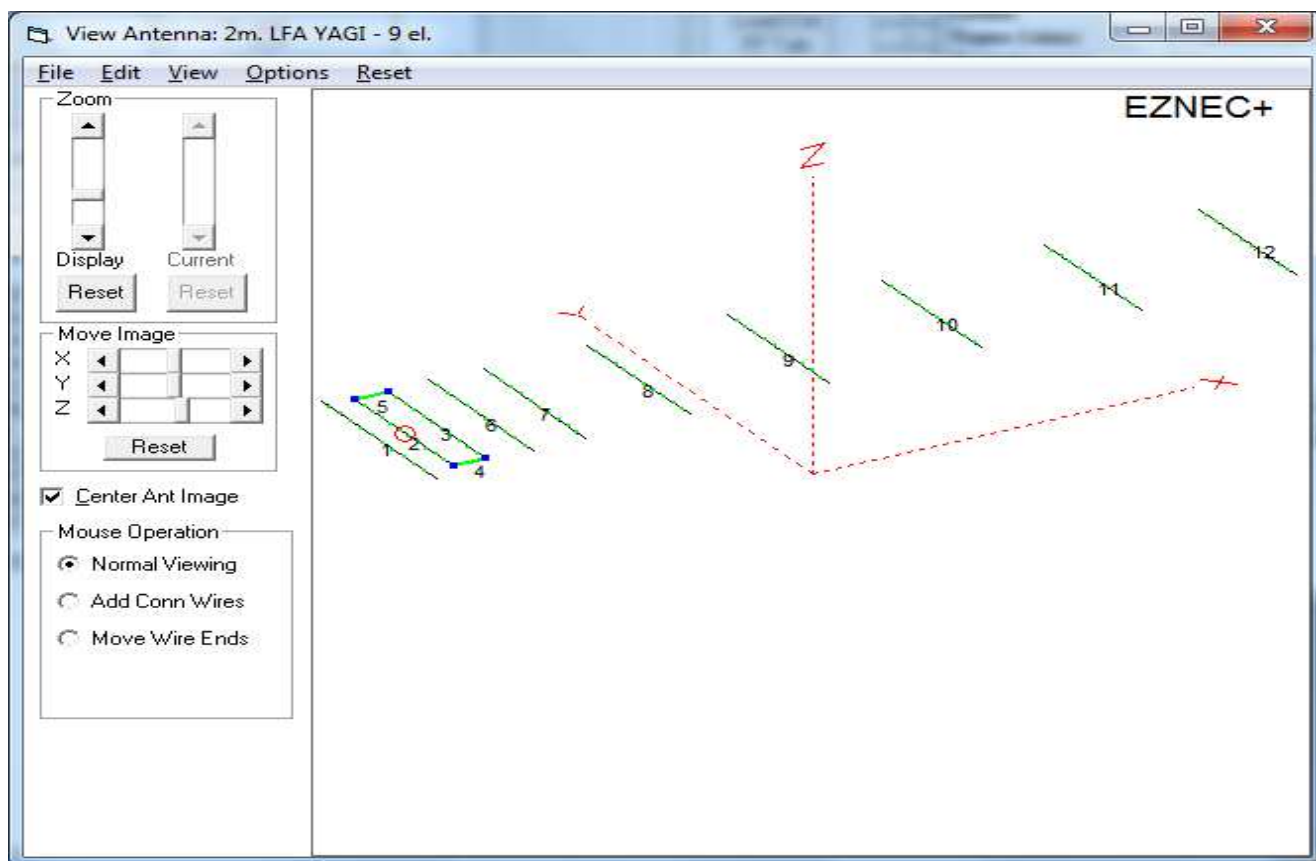 View Antenna: 2m. LFA YAGI - 9 el.
File Edit View Options Reset
Zoom
Display Current
Reset Reset
Move Image
X
Y
Z
Reset
Center Ant Image
Mouse Operation
Normal Viewing
Add Conn Wires
Move Wire Ends
EZNEC+
Z
Y
X
1
2
3
4
5
6
7
8
9
10
11
12